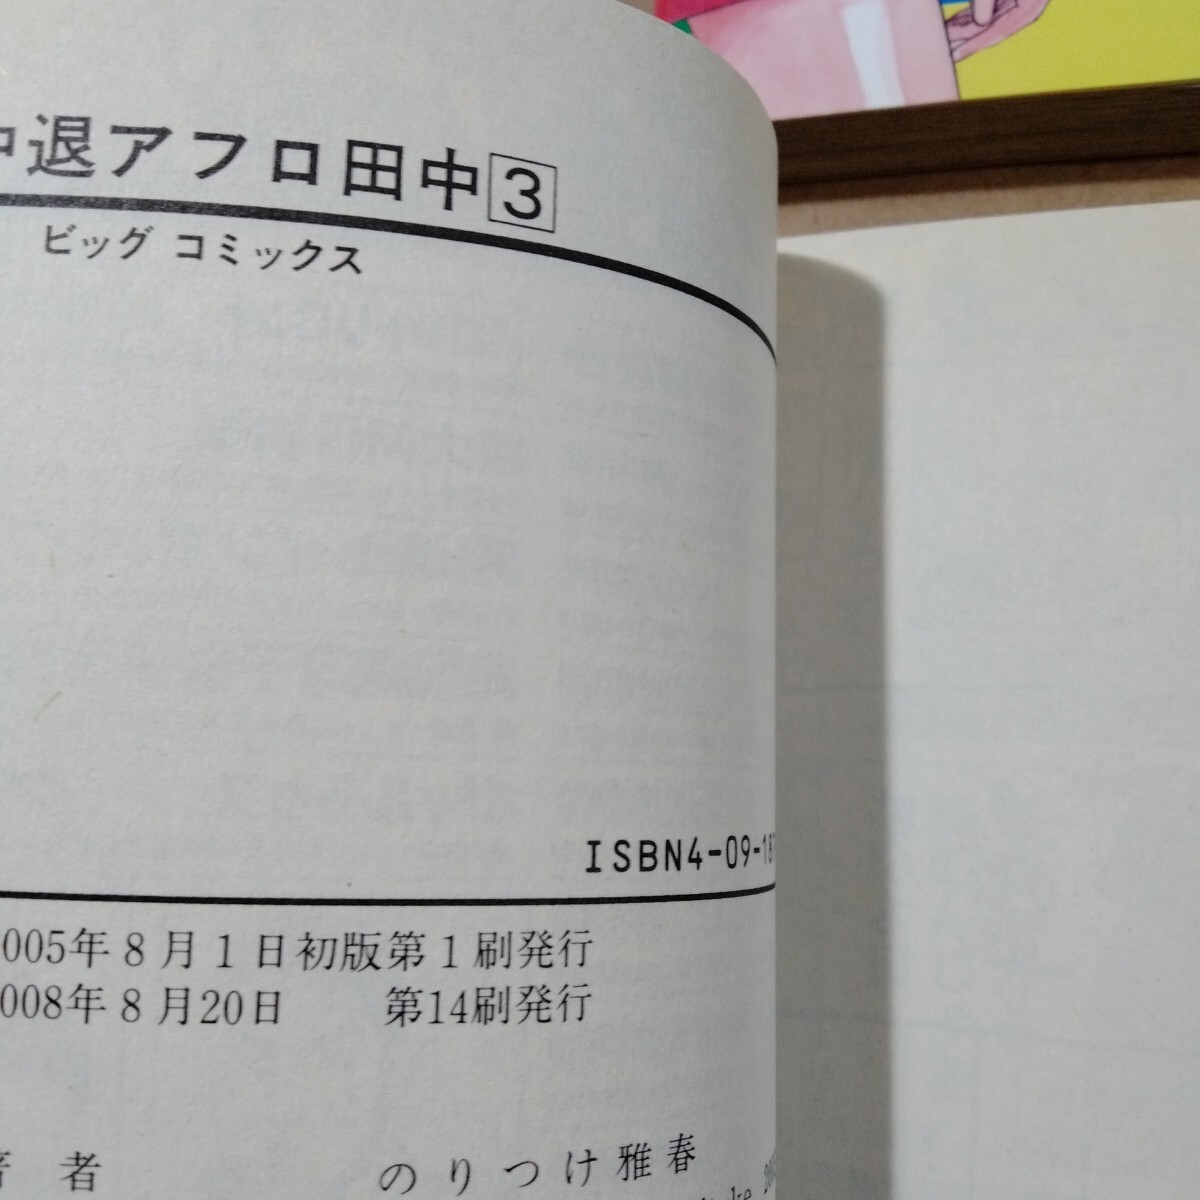 中退アフロ田中3
ビッグ コミックス
ISBN4-09-18
005年8月1日初版第1刷発行
008年8月20日 第14刷発行
著者 のりつけ雅春